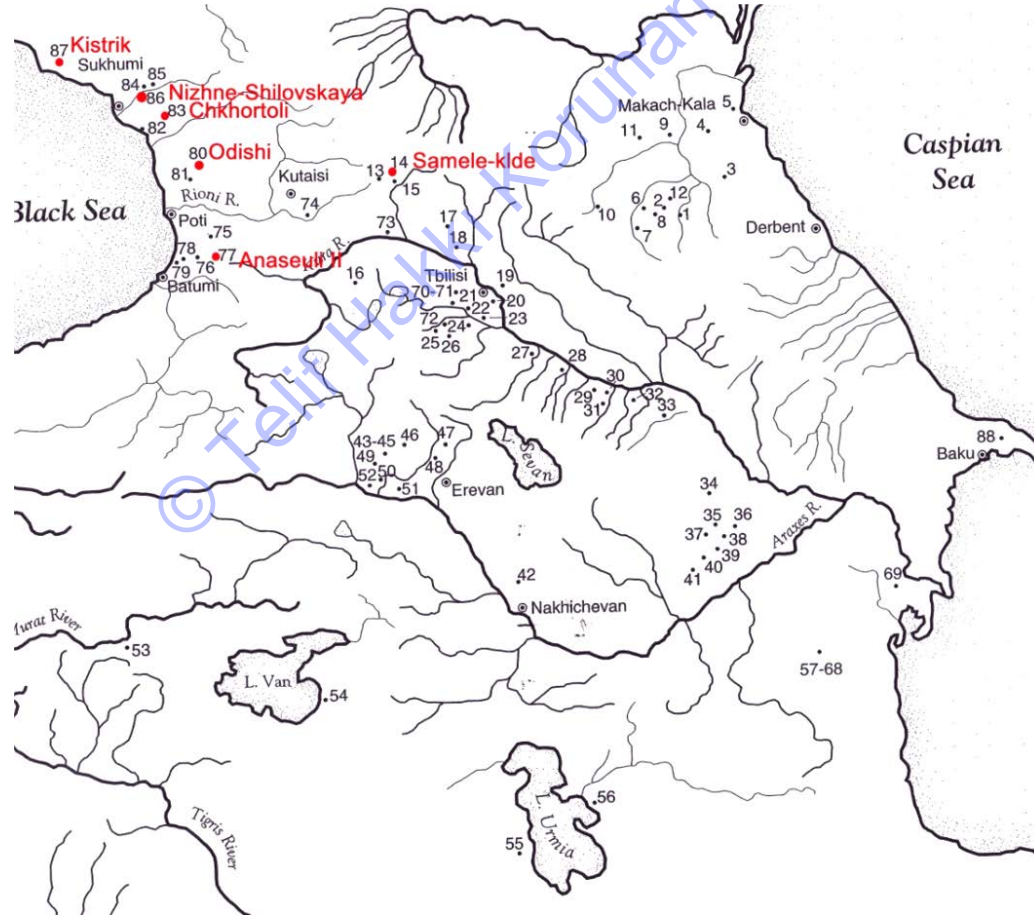 87 Kistrik
Sukhumi
84 85
86 Nizhne-Shilovskaya
83 Chkhortoli
82
80 Odishi
81
Kutaisi
Rioni R.
74
Poti
75
78
79 76
77 Anaseuli II
Batumi
Black Sea
13 14 Samele-klde
15
73
Kura R.
16
17
18
Tbilisi
19
70-71 21
20
22
72 24 23
25 26
27
28
29 30
31 32
33
Makach-Kala
5
11 9 4
3
12
6 2
10 8 1
7
Derbent
Caspian
Sea
88
Baku
43-45 46 47
49 48
52 50
51
Erevan
L. Sevan
34
35 36
37 38
39
40
41
Araxes R.
42
Nakhichevan
69
57-68
Murat River
53
L. Van
54
Tigris River
L. Urmia
56
55
© Telif Hakkı Korunan